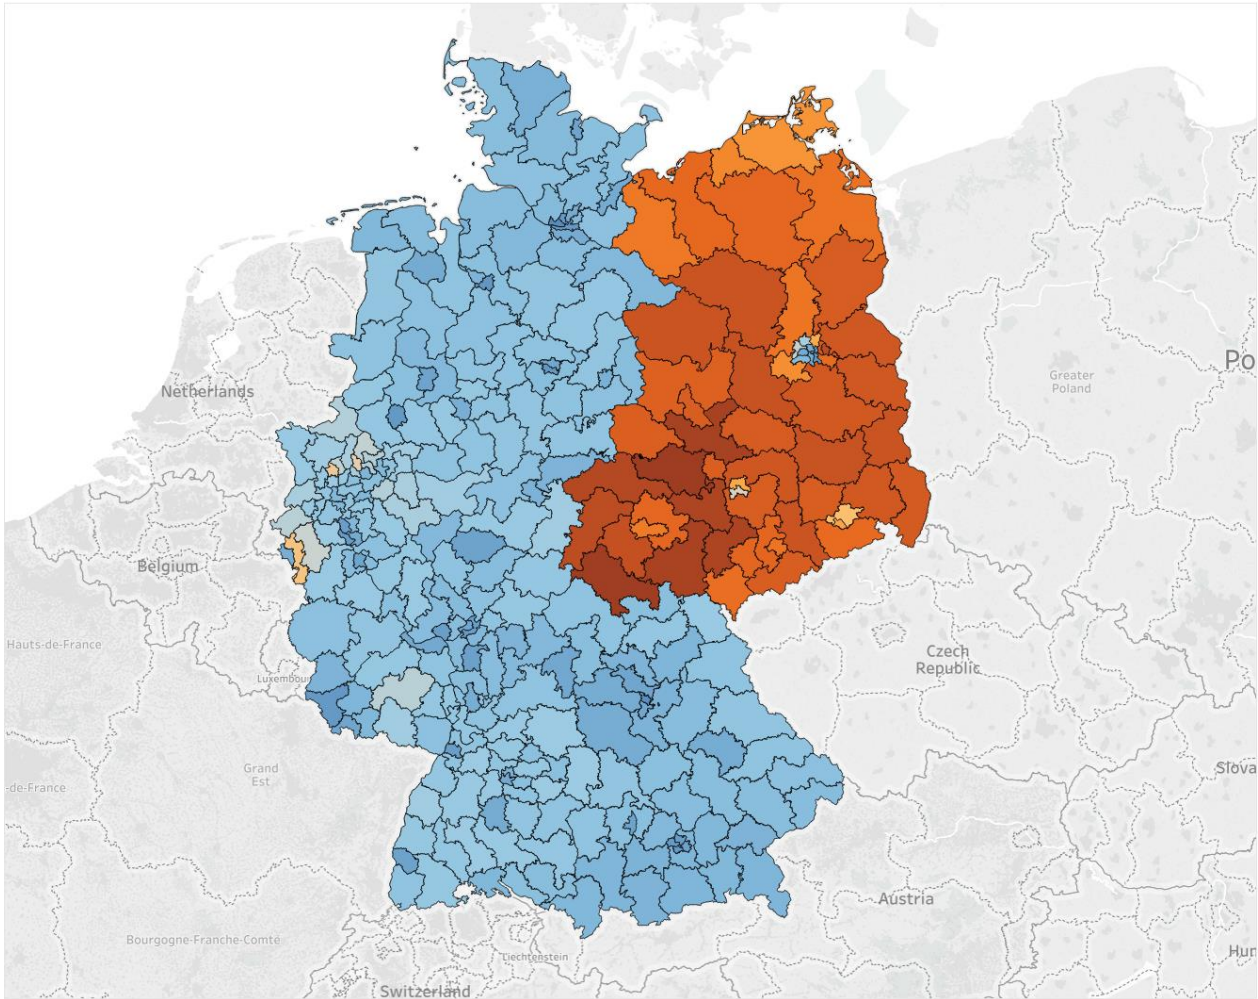 Po
Greater
Poland
Netherlands
Belgium
Hauts-de-France
Luxembour
Czech
Republic
Grand
Est
-de-France
Slova
Austria
Bourgogne-Franche-Comté
Liechtenstein
Hun
Switzerland